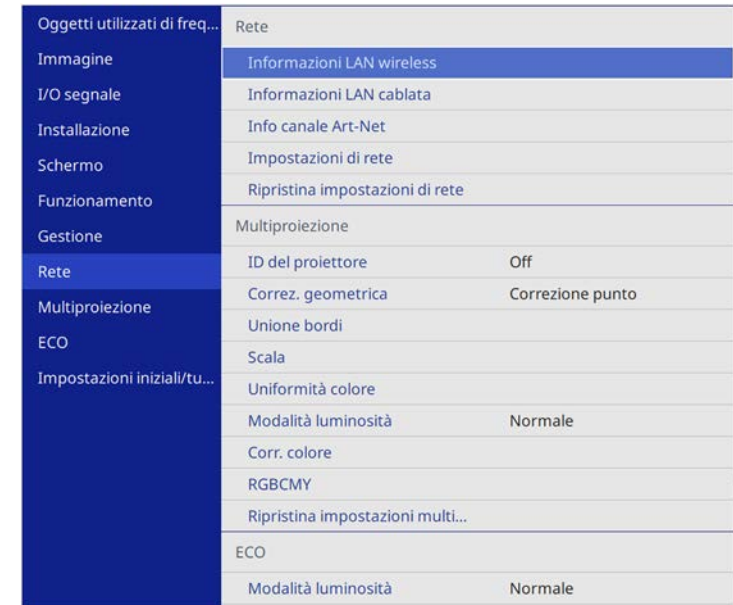 Oggetti utilizzati di freq...
Immagine
I/O segnale
Installazione
Schermo
Funzionamento
Gestione
Rete
Multiproiezione
ECO
Impostazioni iniziali/tu...
Rete
Informazioni LAN wireless
Informazioni LAN cablata
Info canale Art-Net
Impostazioni di rete
Ripristina impostazioni di rete
Multiproiezione
ID del proiettore Off
Correz. geometrica Correzione punto
Unione bordi
Scala
Uniformità colore
Modalità luminosità Normale
Corr. colore
RGBCMY
Ripristina impostazioni multi...
ECO
Modalità luminosità Normale